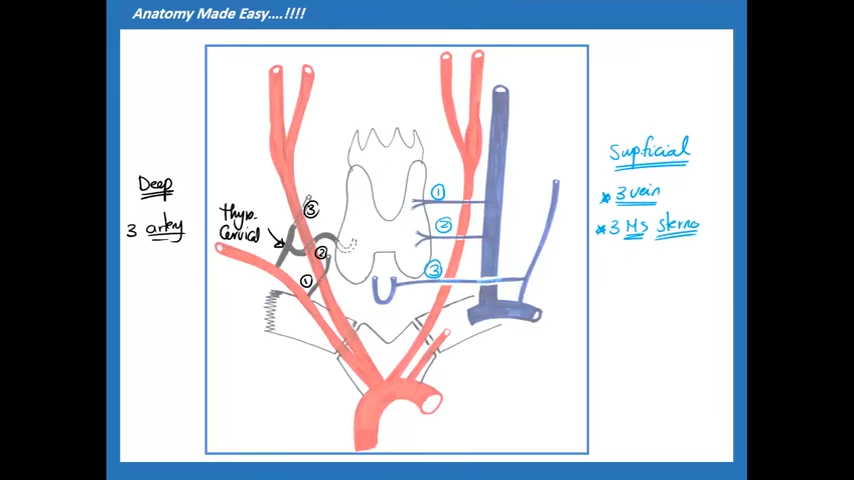 Anatomy Made Easy....!!!!
Deep
3 artery
Thyro-
Cervical
3
2
1
1
2
3
Supficial
* 3 vein
* 3 Ms sterno